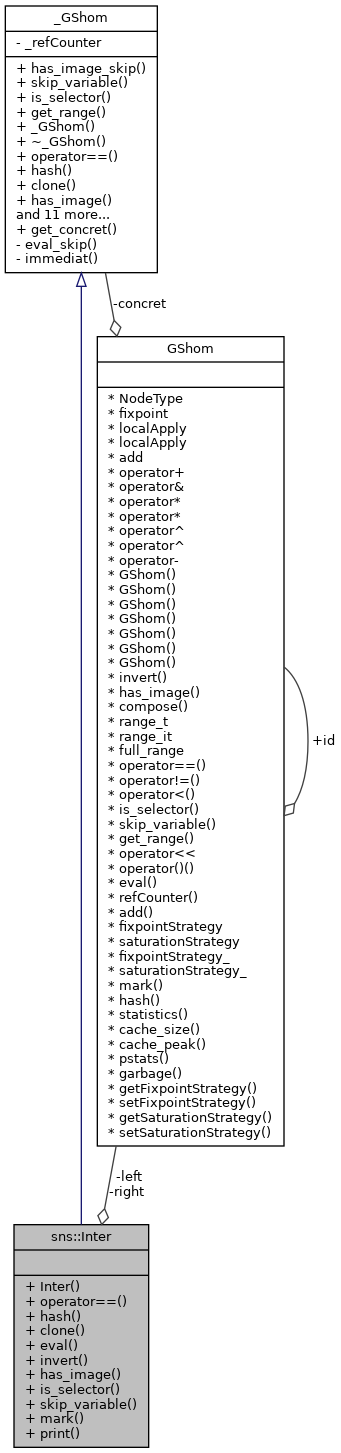 _GShom
- _refCounter
+ has_image_skip()
+ skip_variable()
+ is_selector()
+ get_range()
+ _GShom()
+ ~_GShom()
+ operator==()
+ hash()
+ clone()
+ has_image()
and 11 more...
+ get_concret()
- eval_skip()
- immediat()
-concret
GShom
* NodeType
* fixpoint
* localApply
* localApply
* add
* operator+
* operator&
* operator*
* operator*
* operator^
* operator^
* operator-
* GShom()
* GShom()
* GShom()
* GShom()
* GShom()
* GShom()
* GShom()
* invert()
* has_image()
* compose()
* range_t
* range_it
* full_range
* operator==()
* operator!=()
* operator<()
* is_selector()
* skip_variable()
* get_range()
* operator<<
* operator()()
* eval()
* refCounter()
* add()
* fixpointStrategy
* saturationStrategy
* fixpointStrategy_
* saturationStrategy_
* mark()
* hash()
* statistics()
* cache_size()
* cache_peak()
* pstats()
* garbage()
* getFixpointStrategy()
* setFixpointStrategy()
* getSaturationStrategy()
* setSaturationStrategy()
+id
-left
-right
sns::Inter
+ Inter()
+ operator==()
+ hash()
+ clone()
+ eval()
+ invert()
+ has_image()
+ is_selector()
+ skip_variable()
+ mark()
+ print()